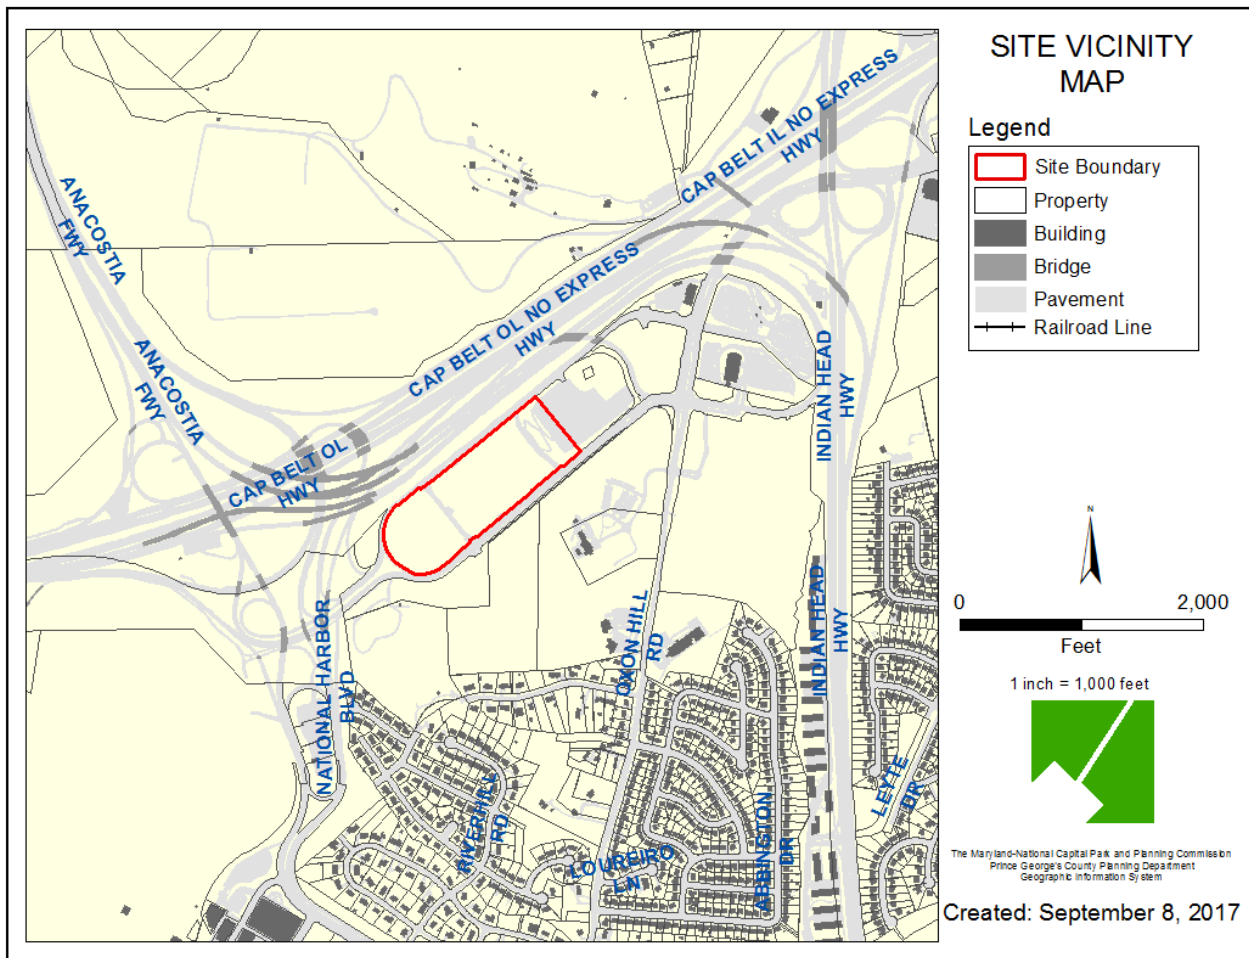 SITE VICINITY
MAP
Legend
Site Boundary
Property
Building
Bridge
Pavement
Railroad Line
N
0 2,000
Feet
1 inch = 1,000 feet
The Maryland-National Capital Park and Planning Commission
Prince George's County Planning Department
Geographic Information System
Created: September 8, 2017
CAP BELT IL NO EXPRESS
HWY
ANACOSTIA
FWY
CAP BELT OL NO EXPRESS
HWY
ANACOSTIA
FWY
INDIAN HEAD
HWY
CAP BELT OL
HWY
NATIONAL HARBOR
BLVD
OXON HILL
RD
INDIAN HEAD
HWY
RIVERHILL
RD
LOUREIRO
LN
ABBINGTON
DR
LEYTE
DR